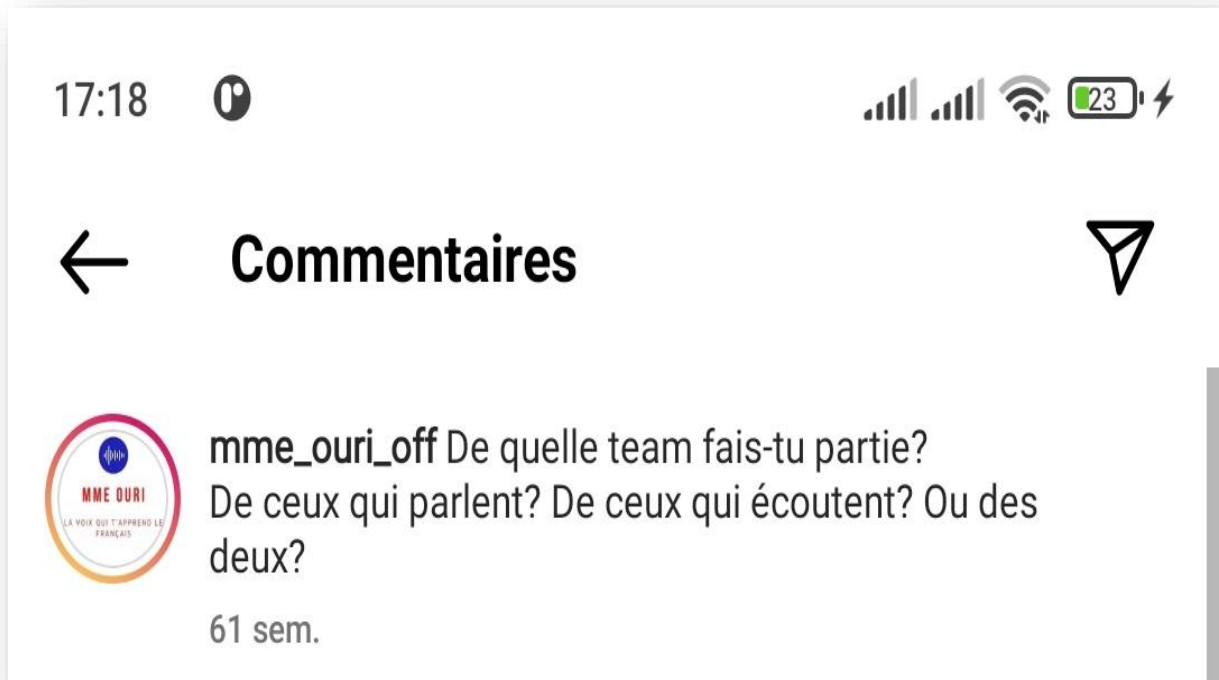 17:18
23
Commentaires
mme_ouri_off De quelle team fais-tu partie?
De ceux qui parlent? De ceux qui écoutent? Ou des
deux?
MME OURI
LA VOIX QUI T'APPREND LE
FRANÇAIS
61 sem.